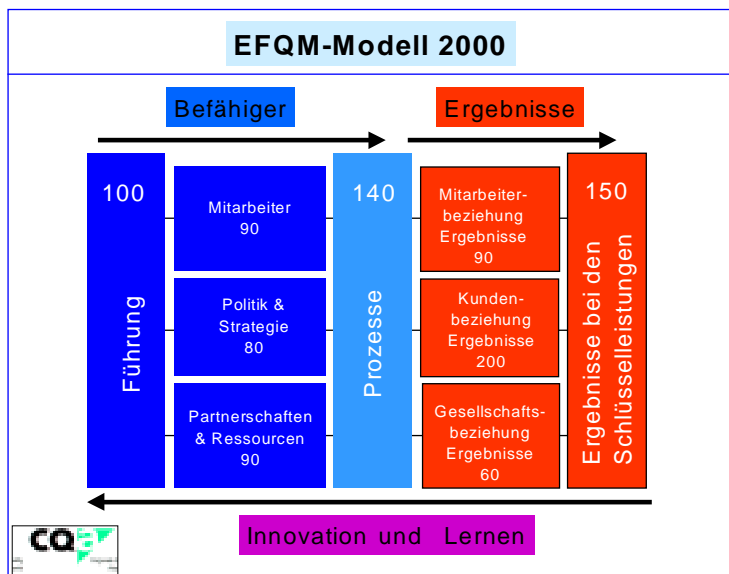 EFQM-Modell 2000
Befähiger
Ergebnisse
100
Führung
Mitarbeiter
90
Politik &
Strategie
80
Partnerschaften
& Ressourcen
90
140
Prozesse
Mitarbeiter-
beziehung
Ergebnisse
90
Kunden-
beziehung
Ergebnisse
200
Gesellschafts-
beziehung
Ergebnisse
60
150
Ergebnisse bei den
Schlüsselleistungen
Innovation und Lernen